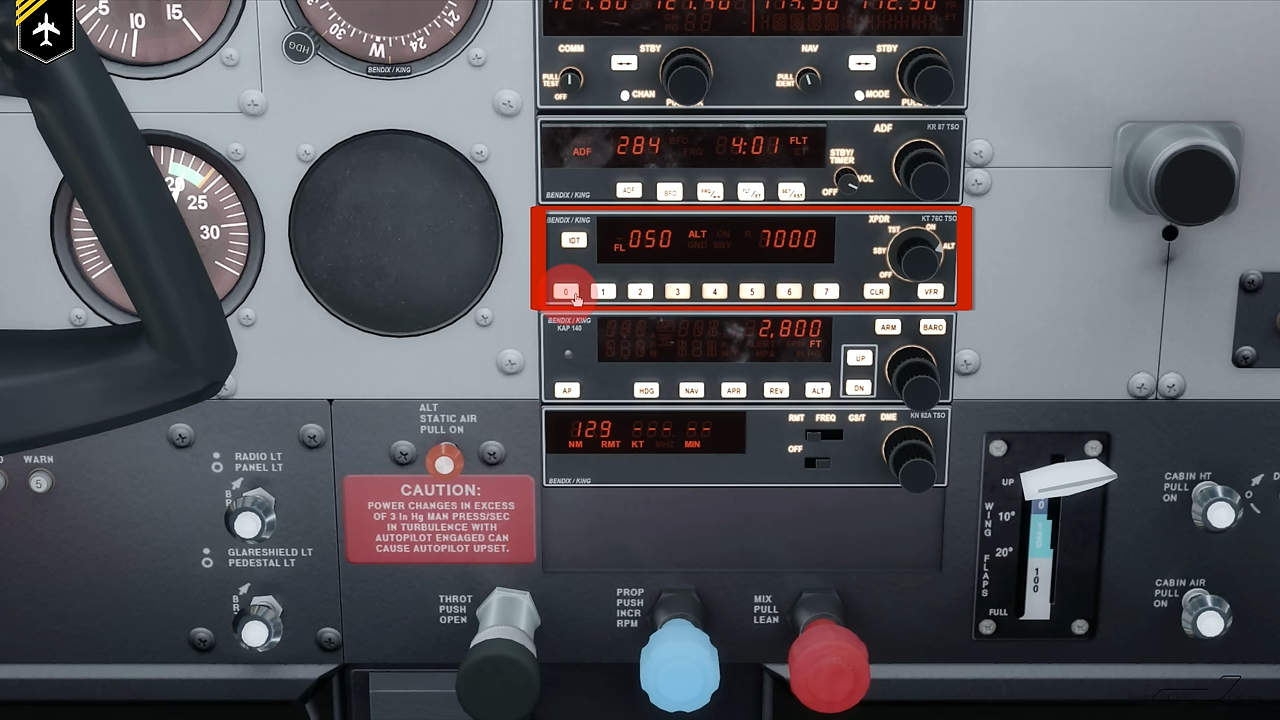 5
10
15
HDG
30
W
24
21
BENDIX / KING
20
25
30
COMM
STBY
NAV
STBY
PULL
TEST
OFF
CHAN
PULL
IDENT
MODE
ADF
KR 87 TSO
ADF
284
4:01
FLT
STBY/
TIMER
VOL
OFF
BENDIX / KING
ADF
BFO
BENDIX / KING
XPDR
KT 76C TSO
IDT
FL
050
ALT
R
7000
TST
ON
ALT
SBY
OFF
0
1
2
3
4
5
6
7
CLR
VFR
BENDIX / KING
KAP 140
2,800
FT
ARM
BARO
UP
DN
AP
HDG
NAV
APR
REV
ALT
129
NM
RMT
KT
MIN
RMT
FREQ
GS/T
DME
KN 62A TSO
OFF
BENDIX / KING
ALT
STATIC AIR
PULL ON
CAUTION:
POWER CHANGES IN EXCESS
OF 3 In Hg MAN PRESS/SEC
IN TURBULENCE WITH
AUTOPILOT ENGAGED CAN
CAUSE AUTOPILOT UPSET.
WARN
5
RADIO LT
PANEL LT
GLARESHIELD LT
PEDESTAL LT
THROT
PUSH
OPEN
PROP
PUSH
INCR
RPM
MIX
PULL
LEAN
UP
0
10°
20°
100
FULL
WING FLAPS
CABIN HT
PULL
ON
CABIN AIR
PULL
ON